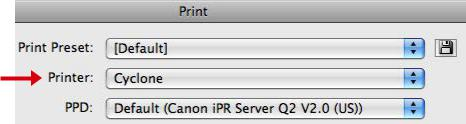 Print
Print Preset: [Default]
Printer: Cyclone
PPD: Default (Canon iPR Server Q2 V2.0 (US))